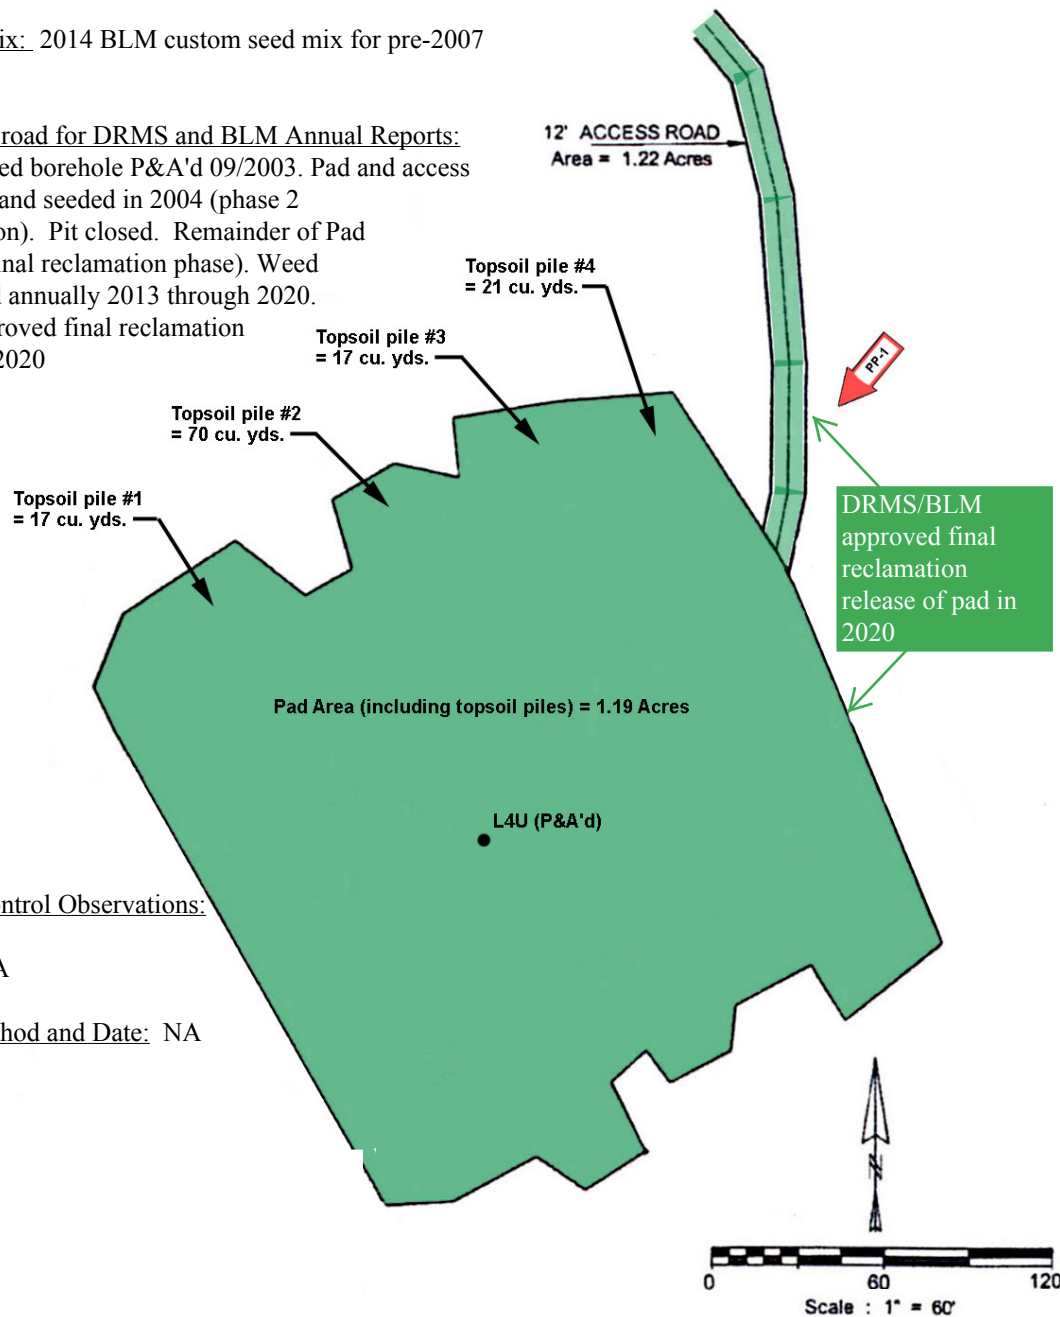 ix: 2014 BLM custom seed mix for pre-2007
road for DRMS and BLM Annual Reports:
ed borehole P&A'd 09/2003. Pad and access
and seeded in 2004 (phase 2
on). Pit closed. Remainder of Pad
inal reclamation phase). Weed
l annually 2013 through 2020.
roved final reclamation
2020
12' ACCESS ROAD
Area = 1.22 Acres
Topsoil pile #4
= 21 cu. yds.
Topsoil pile #3
= 17 cu. yds.
PP-1
Topsoil pile #2
= 70 cu. yds.
Topsoil pile #1
= 17 cu. yds.
DRMS/BLM
approved final
reclamation
release of pad in
2020
Pad Area (including topsoil piles) = 1.19 Acres
L4U (P&A'd)
ontrol Observations:
A
hod and Date: NA
N
0 60 120
Scale : 1" = 60'